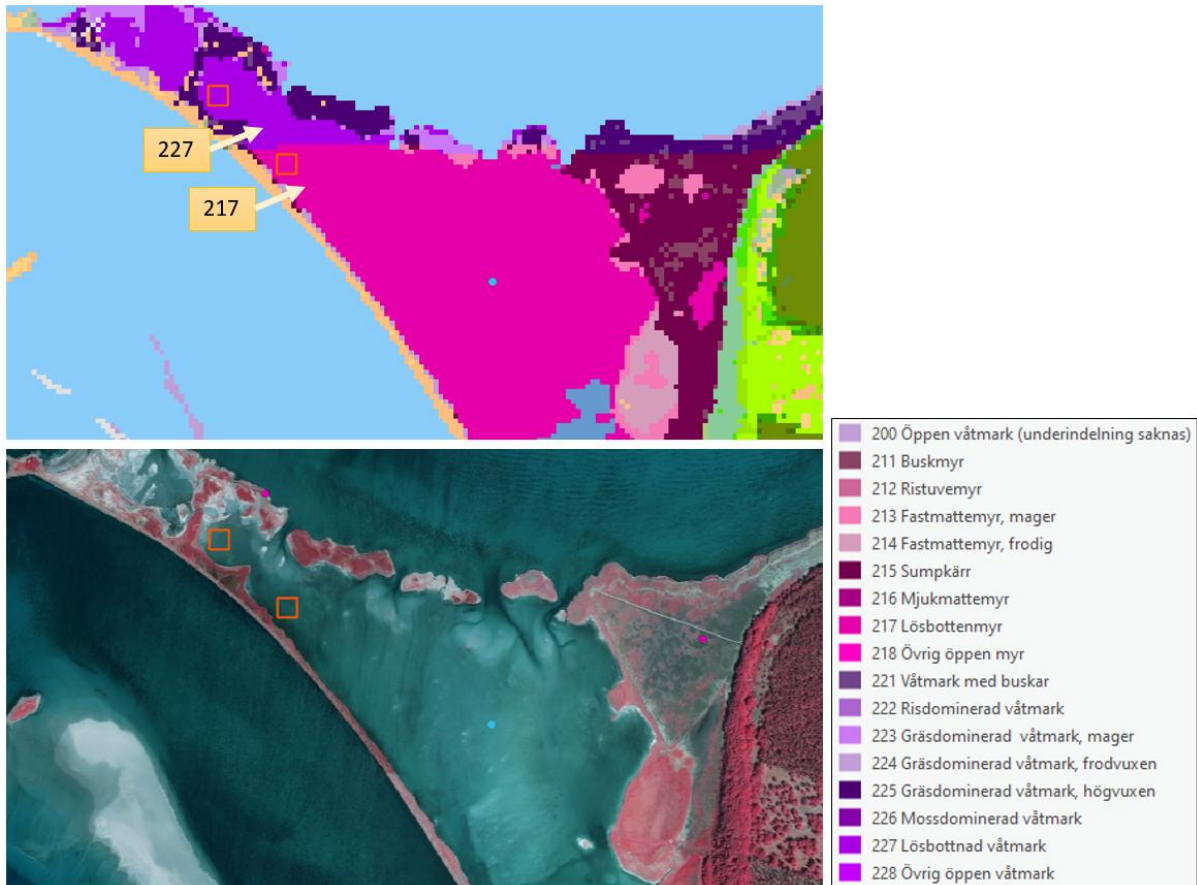 227
217
200 Öppen våtmark (underindelning saknas)
211 Buskmyr
212 Ristuvemyr
213 Fastmattemyr, mager
214 Fastmattemyr, frodig
215 Sumpkärr
216 Mjukmattemyr
217 Lösbottenmyr
218 Övrig öppen myr
221 Våtmark med buskar
222 Risdominerad våtmark
223 Gräsdominerad  våtmark, mager
224 Gräsdominerad våtmark, frodvuxen
225 Gräsdominerad våtmark, högvuxen
226 Mossdominerad våtmark
227 Lösbottnad våtmark
228 Övrig öppen våtmark